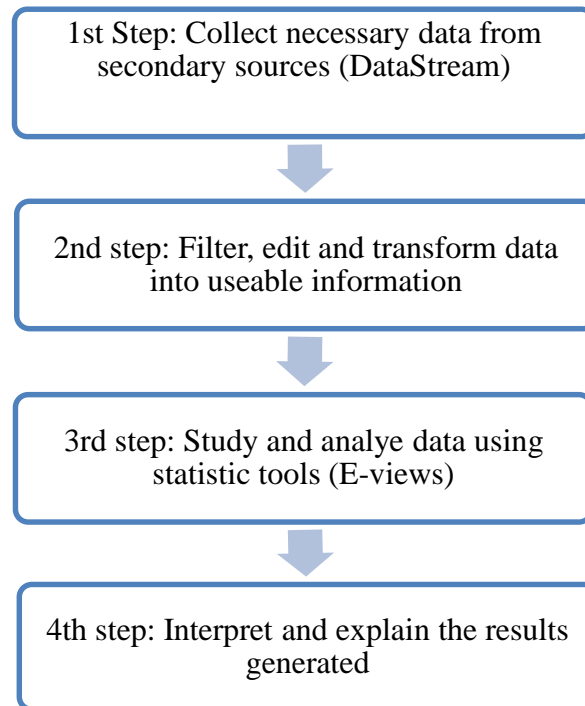 1st Step: Collect necessary data from
secondary sources (DataStream)
2nd step: Filter, edit and transform data
into useable information
3rd step: Study and analye data using
statistic tools (E-views)
4th step: Interpret and explain the results
generated